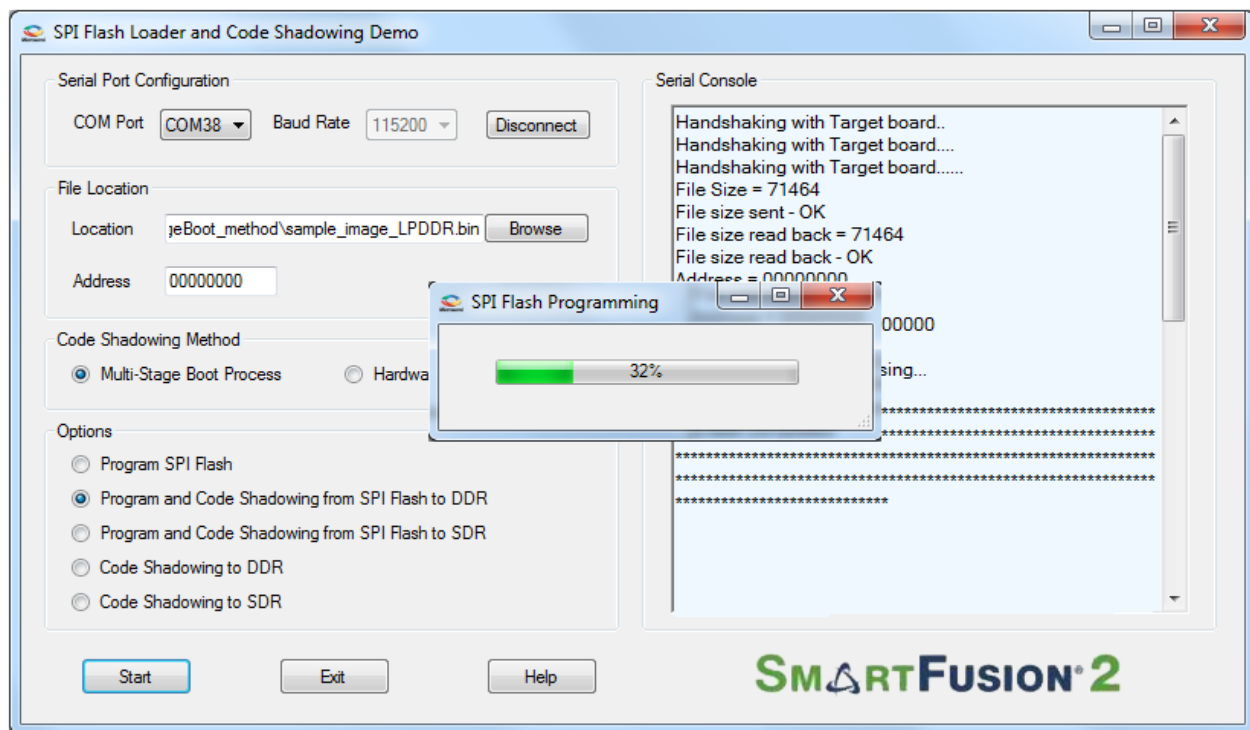 SPI Flash Loader and Code Shadowing Demo
Serial Port Configuration
COM Port COM38 Baud Rate 115200 Disconnect
File Location
Location jeBoot_method\sample_image_LPDDR.bin Browse
Address 00000000
Code Shadowing Method
Multi-Stage Boot Process Hardwa
Options
Program SPI Flash
Program and Code Shadowing from SPI Flash to DDR
Program and Code Shadowing from SPI Flash to SDR
Code Shadowing to DDR
Code Shadowing to SDR
Start Exit Help
Serial Console
Handshaking with Target board..
Handshaking with Target board....
Handshaking with Target board......
File Size = 71464
File size sent - OK
File size read back = 71464
File size read back - OK
Address = 00000000
00000
sing...
************************************
************************************
***************************************************************
***************************************************************
****************************
SPI Flash Programming
32%
SMARTFUSION®2